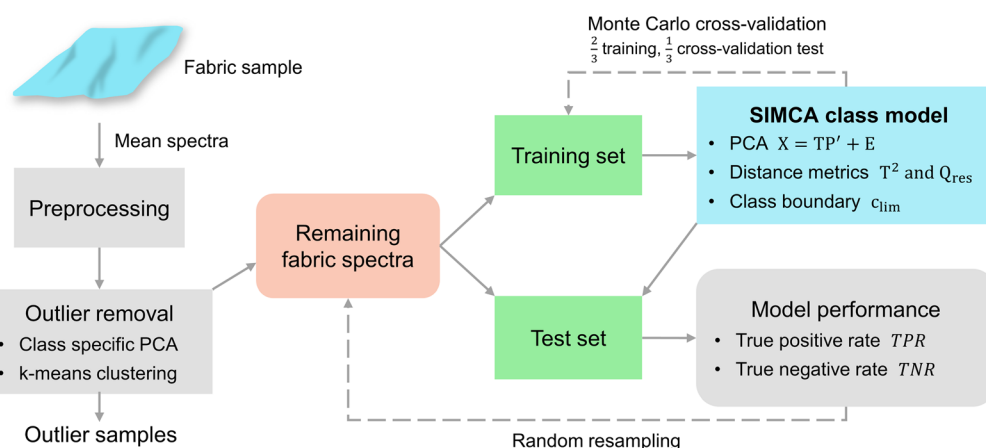 Monte Carlo cross-validation
2/3 training, 1/3 cross-validation test
Fabric sample
Mean spectra
Preprocessing
Outlier removal
• Class specific PCA
• k-means clustering
Outlier samples
Remaining
fabric spectra
Training set
Test set
SIMCA class model
• PCA X = TP′ + E
• Distance metrics T² and Q_res
• Class boundary c_lim
Model performance
• True positive rate TPR
• True negative rate TNR
Random resampling